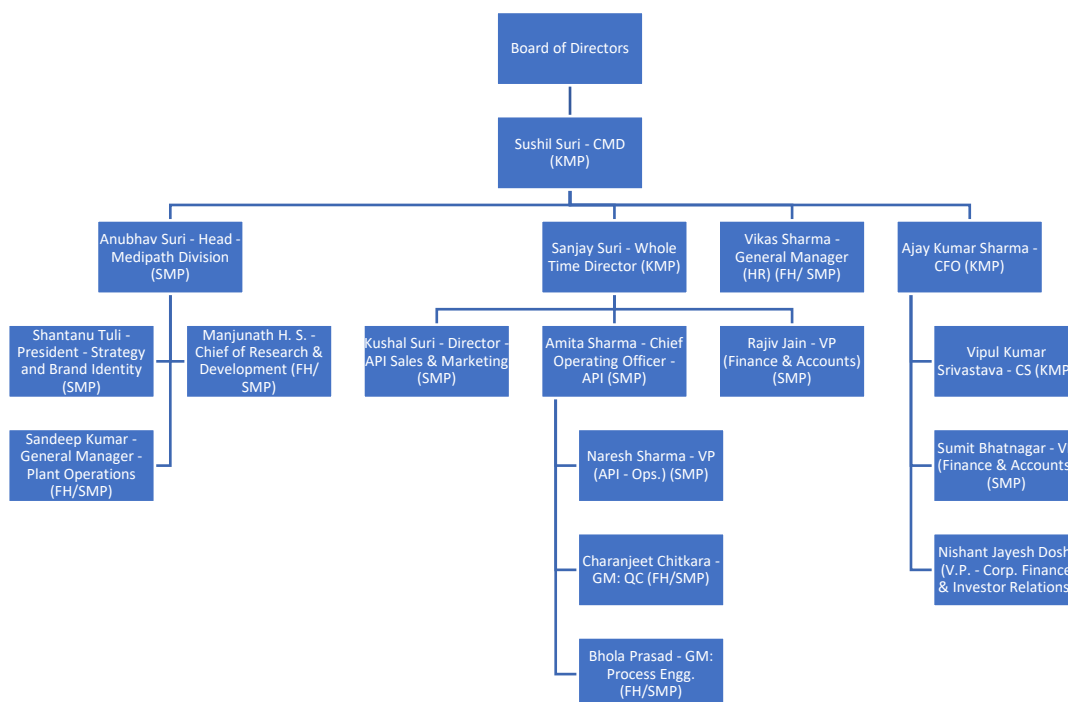 Board of Directors
Sushil Suri - CMD
(KMP)
Anubhav Suri - Head -
Medipath Division
(SMP)
Sanjay Suri - Whole
Time Director (KMP)
Vikas Sharma -
General Manager
(HR) (FH/ SMP)
Ajay Kumar Sharma -
CFO (KMP)
Shantanu Tuli -
President - Strategy
and Brand Identity
(SMP)
Manjunath H. S. -
Chief of Research &
Development (FH/
SMP)
Sandeep Kumar -
General Manager -
Plant Operations
(FH/SMP)
Kushal Suri - Director -
API Sales & Marketing
(SMP)
Amita Sharma - Chief
Operating Officer -
API (SMP)
Rajiv Jain - VP
(Finance & Accounts)
(SMP)
Naresh Sharma - VP
(API - Ops.) (SMP)
Charanjeet Chitkara -
GM: QC (FH/SMP)
Bhola Prasad - GM:
Process Engg.
(FH/SMP)
Vipul Kumar
Srivastava - CS (KMP
Sumit Bhatnagar -
(Finance & Accounts
(SMP)
Nishant Jayesh Dosh
(V.P. - Corp. Finance
& Investor Relations